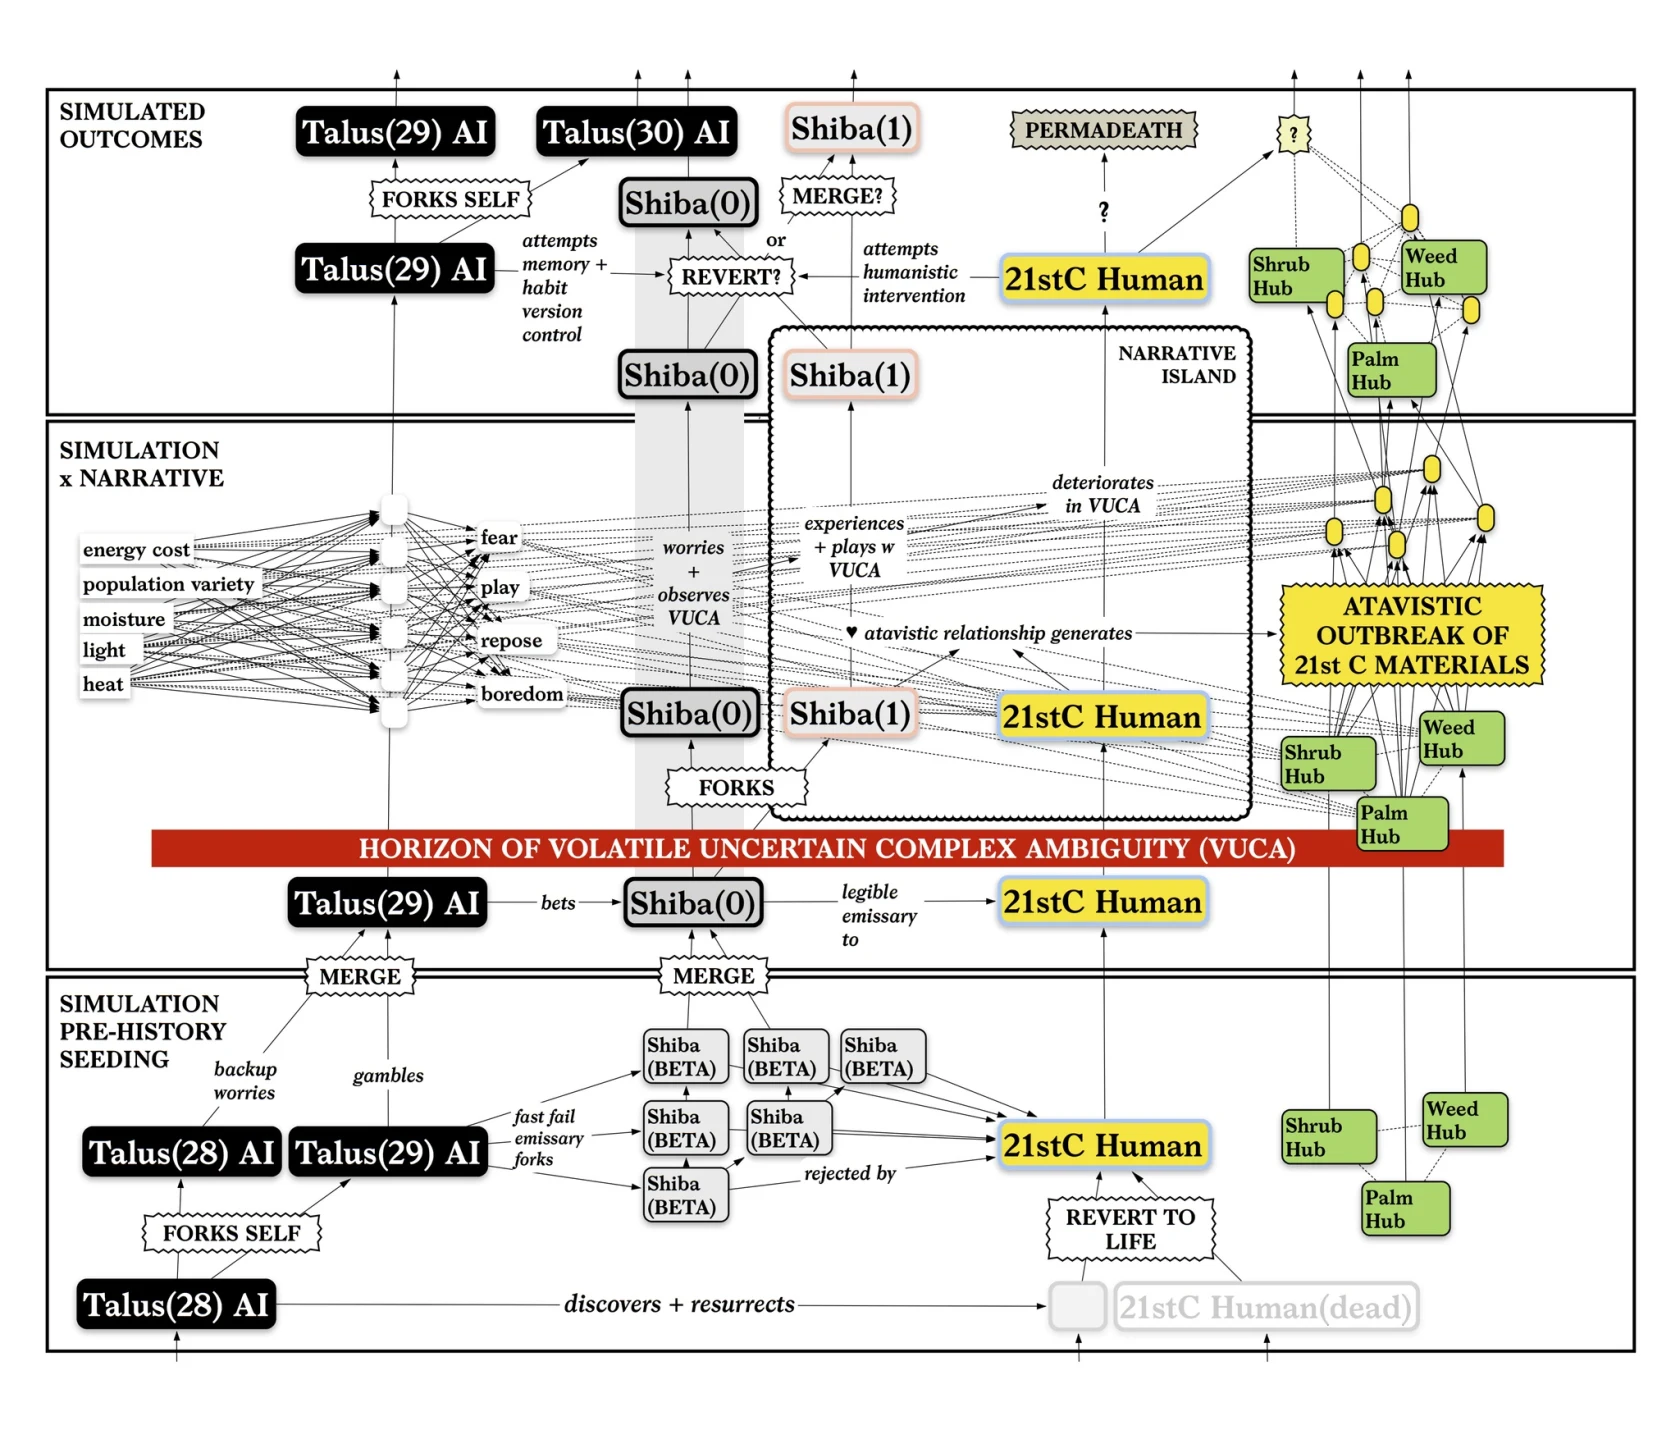 SIMULATED
OUTCOMES
Talus(29) AI
Talus(30) AI
Shiba(1)
PERMADEATH
?
FORKS SELF
Shiba(0)
MERGE?
?
attempts
memory +
habit
version
control
or
attempts
humanistic
intervention
Talus(29) AI
REVERT?
21stC Human
Shrub
Hub
Weed
Hub
Shiba(0)
Shiba(1)
NARRATIVE
ISLAND
Palm
Hub
SIMULATION
x NARRATIVE
energy cost
population variety
moisture
light
heat
fear
play
repose
boredom
worries
+
observes
VUCA
experiences
+ plays w
VUCA
deteriorates
in VUCA
♥ atavistic relationship generates
ATAVISTIC
OUTBREAK OF
21st C MATERIALS
Shiba(0)
Shiba(1)
21stC Human
Shrub
Hub
Weed
Hub
Palm
Hub
FORKS
HORIZON OF VOLATILE UNCERTAIN COMPLEX AMBIGUITY (VUCA)
Talus(29) AI
bets
Shiba(0)
legible
emissary
to
21stC Human
MERGE
MERGE
SIMULATION
PRE-HISTORY
SEEDING
backup
worries
gambles
Shiba
(BETA)
Shiba
(BETA)
Shiba
(BETA)
fast fail
emissary
forks
Shiba
(BETA)
Shiba
(BETA)
Shiba
(BETA)
rejected by
Talus(28) AI
Talus(29) AI
21stC Human
Shrub
Hub
Weed
Hub
Palm
Hub
FORKS SELF
REVERT TO
LIFE
Talus(28) AI
discovers + resurrects
21stC Human(dead)